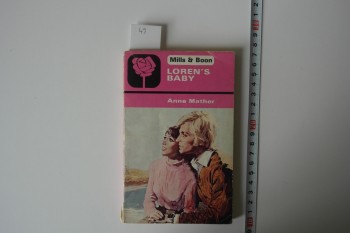 Mills & Boon
LOREN'S
BABY
Anne Mather